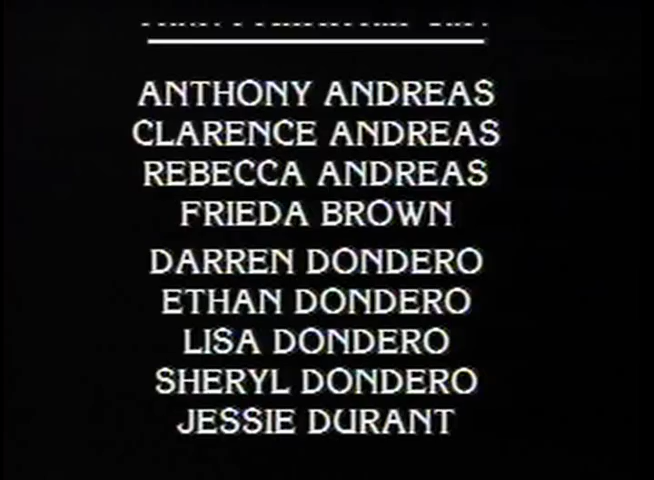 ANTHONY ANDREAS
CLARENCE ANDREAS
REBECCA ANDREAS
FRIEDA BROWN
DARREN DONDERO
ETHAN DONDERO
LISA DONDERO
SHERYL DONDERO
JESSIE DURANT